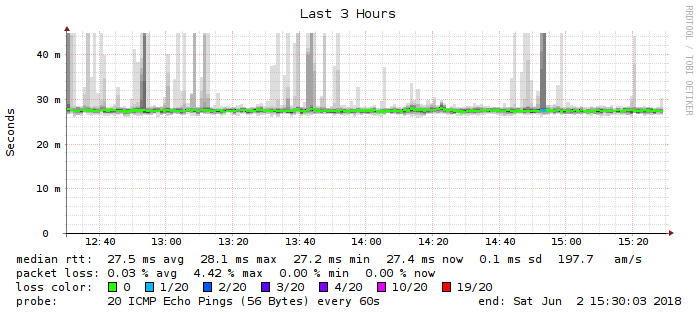 Last 3 Hours
RRDTOOL / TOBI OETIKER
Seconds
40 m
30 m
20 m
10 m
0
12:40 13:00 13:20 13:40 14:00 14:20 14:40 15:00 15:20
median rtt: 27.5 ms avg 28.1 ms max 27.2 ms min 27.4 ms now 0.1 ms sd 197.7 am/s
packet loss: 0.03 % avg 4.42 % max 0.00 % min 0.00 % now
loss color: 0 1/20 2/20 3/20 4/20 10/20 19/20
probe: 20 ICMP Echo Pings (56 Bytes) every 60s end: Sat Jun 2 15:30:03 2018